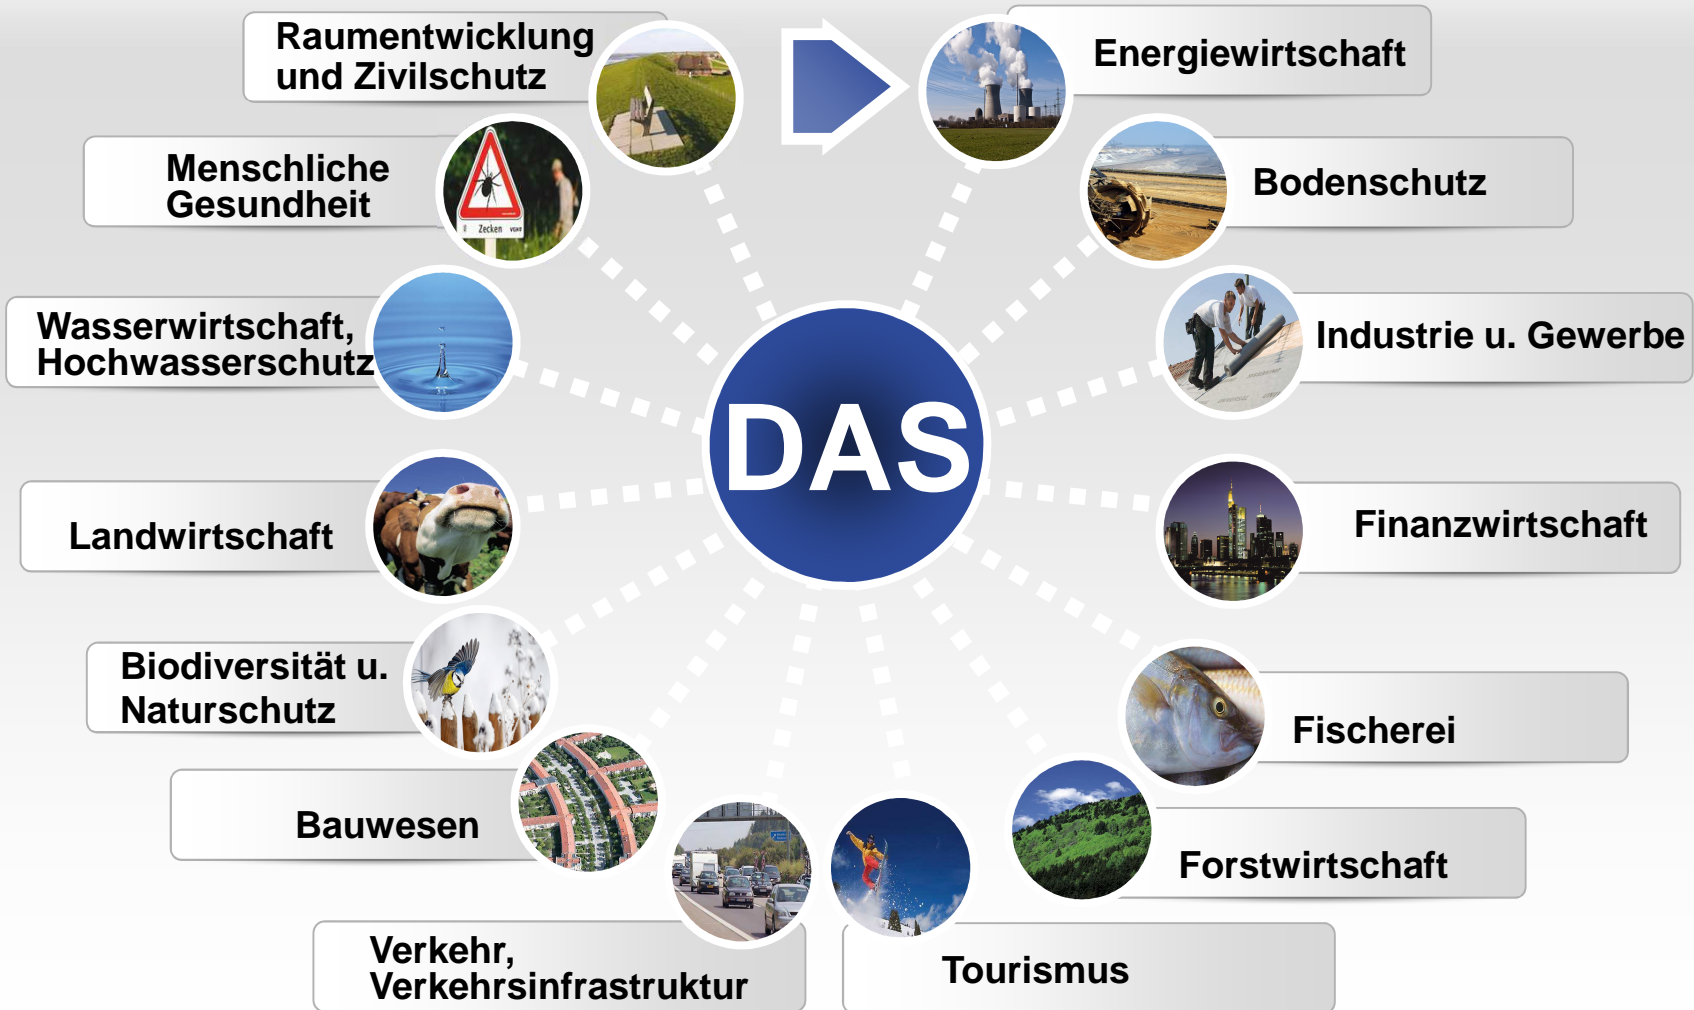 Raumentwicklung
und Zivilschutz
Energiewirtschaft
Menschliche
Gesundheit
Zecken
Bodenschutz
Wasserwirtschaft,
Hochwasserschutz
Industrie u. Gewerbe
DAS
Landwirtschaft
Finanzwirtschaft
Biodiversität u.
Naturschutz
Fischerei
Bauwesen
Forstwirtschaft
Verkehr,
Verkehrsinfrastruktur
Tourismus